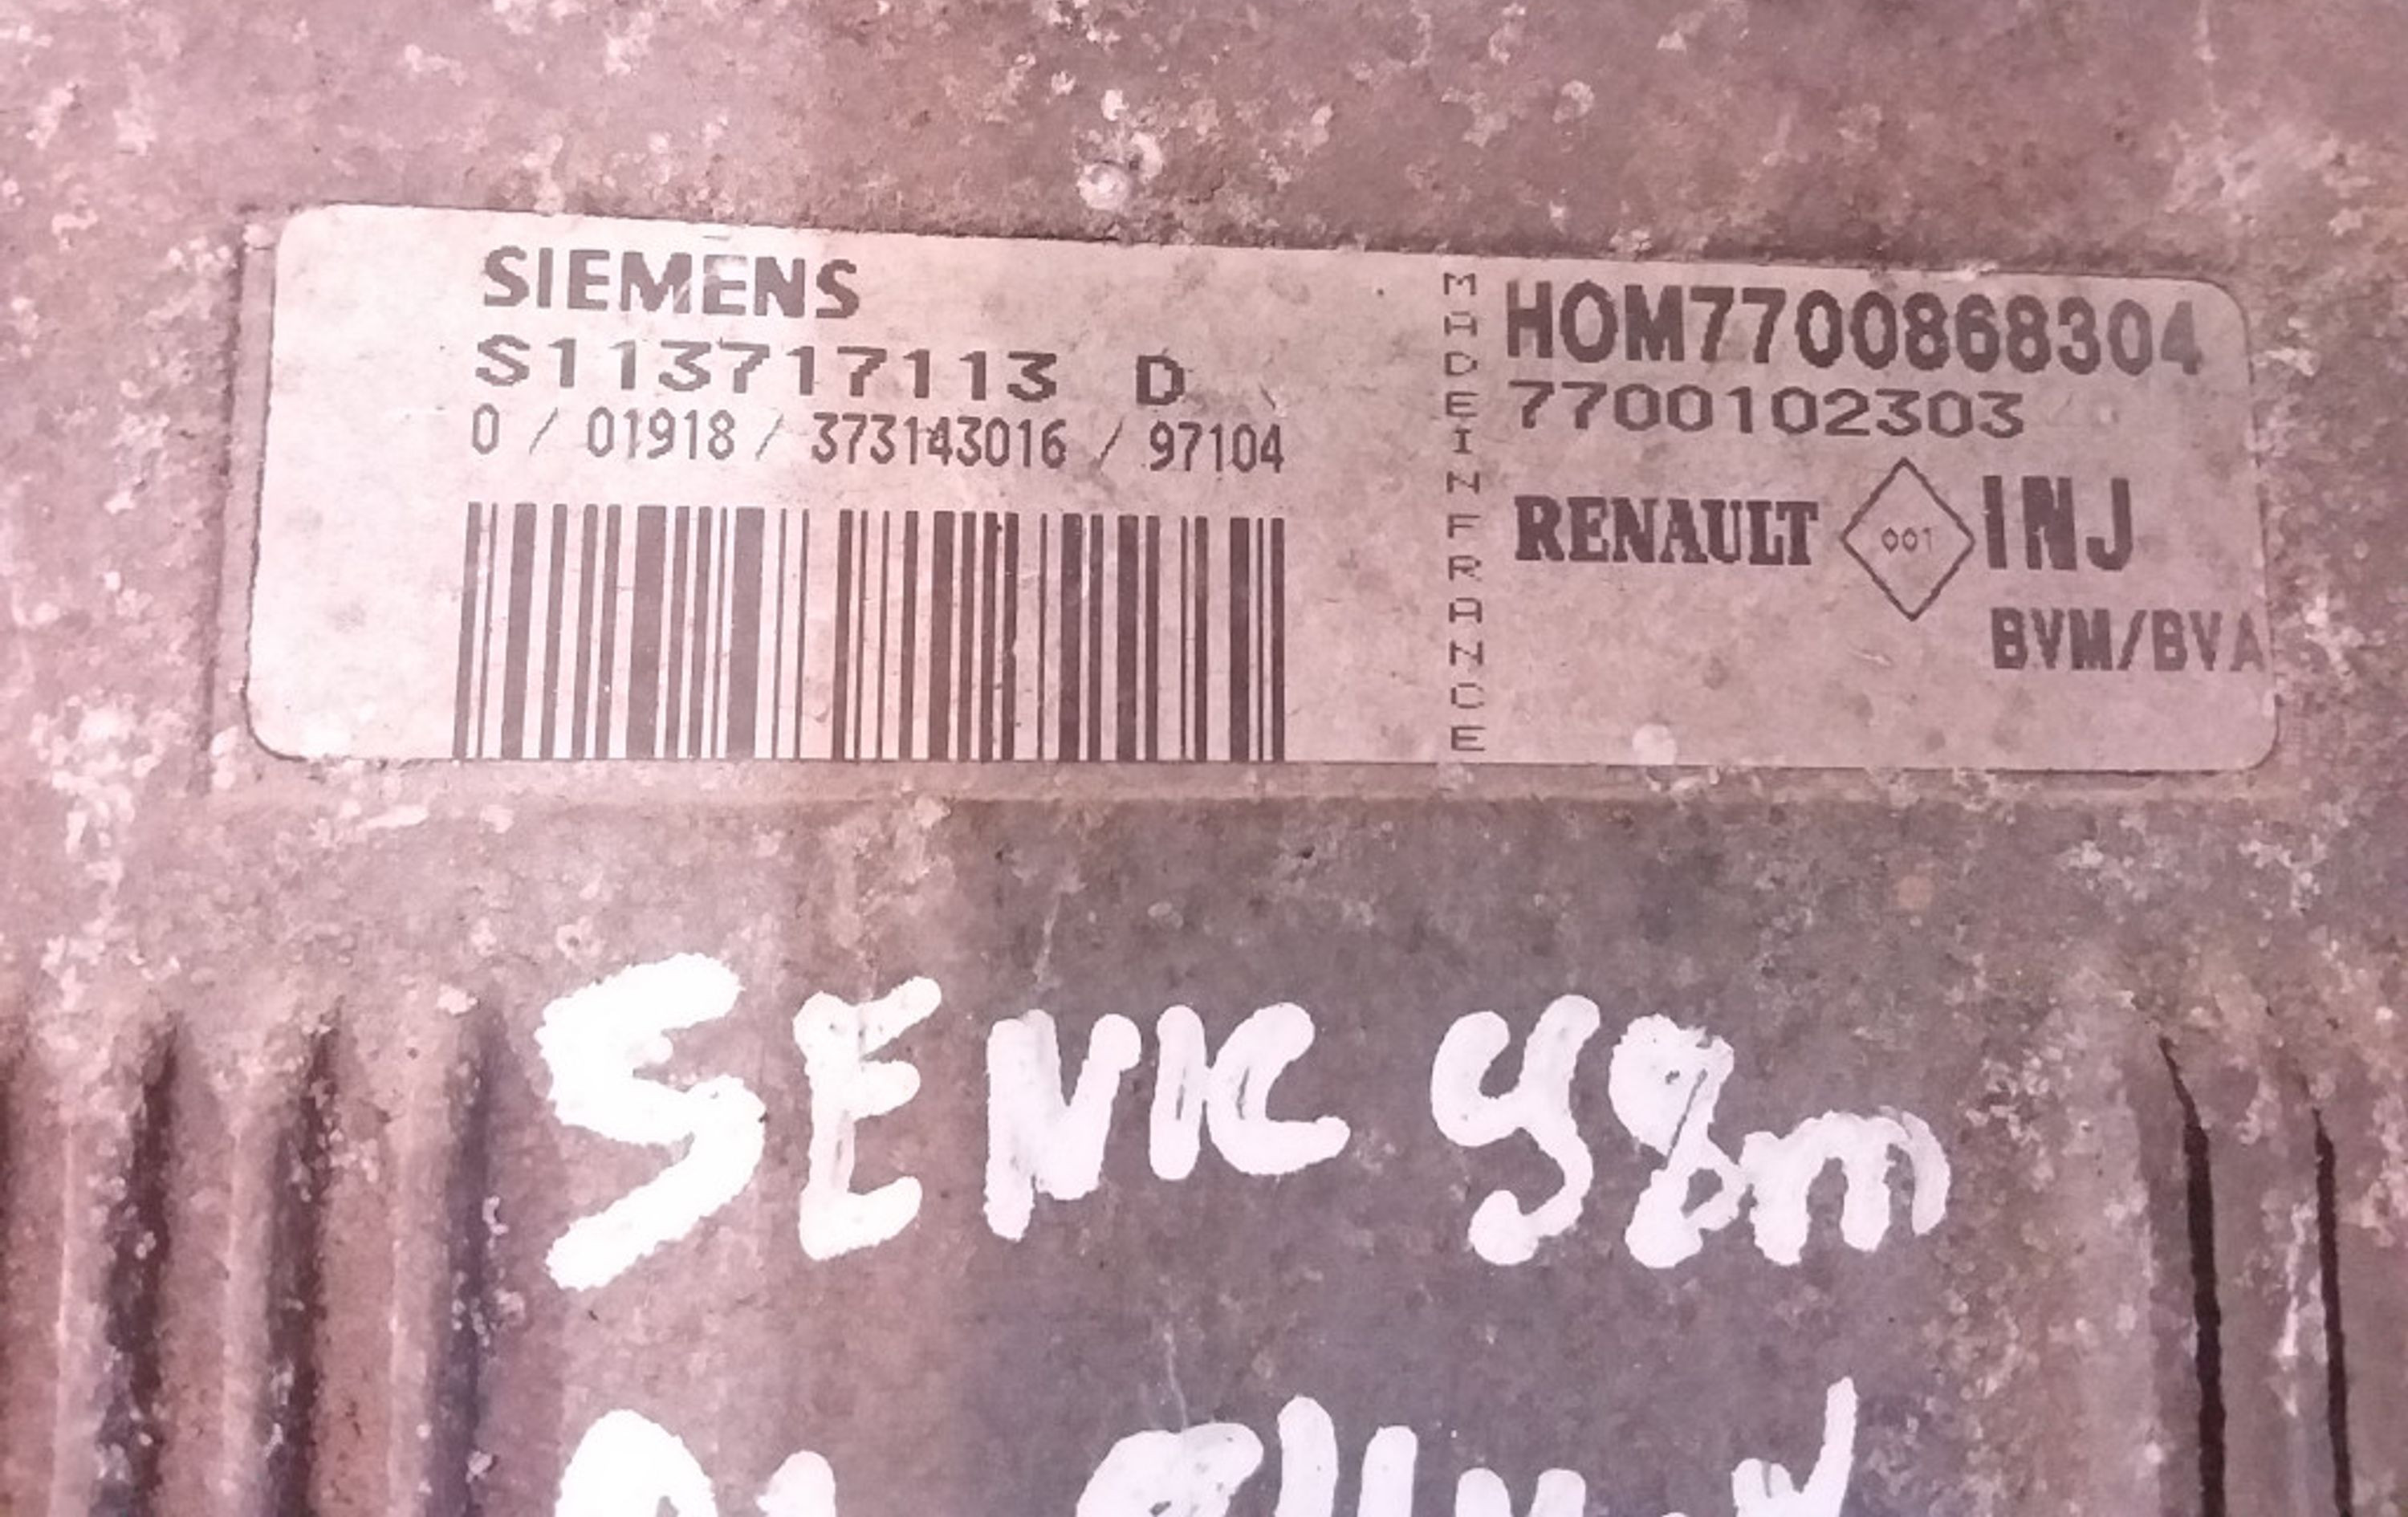 SIEMENS
S113717113 D
0 / 01918 / 373143016 / 97104
MADE IN FRANCE
HOM7700868304
7700102303
RENAULT 001 INJ
BVM/BVA
SENIC 98m